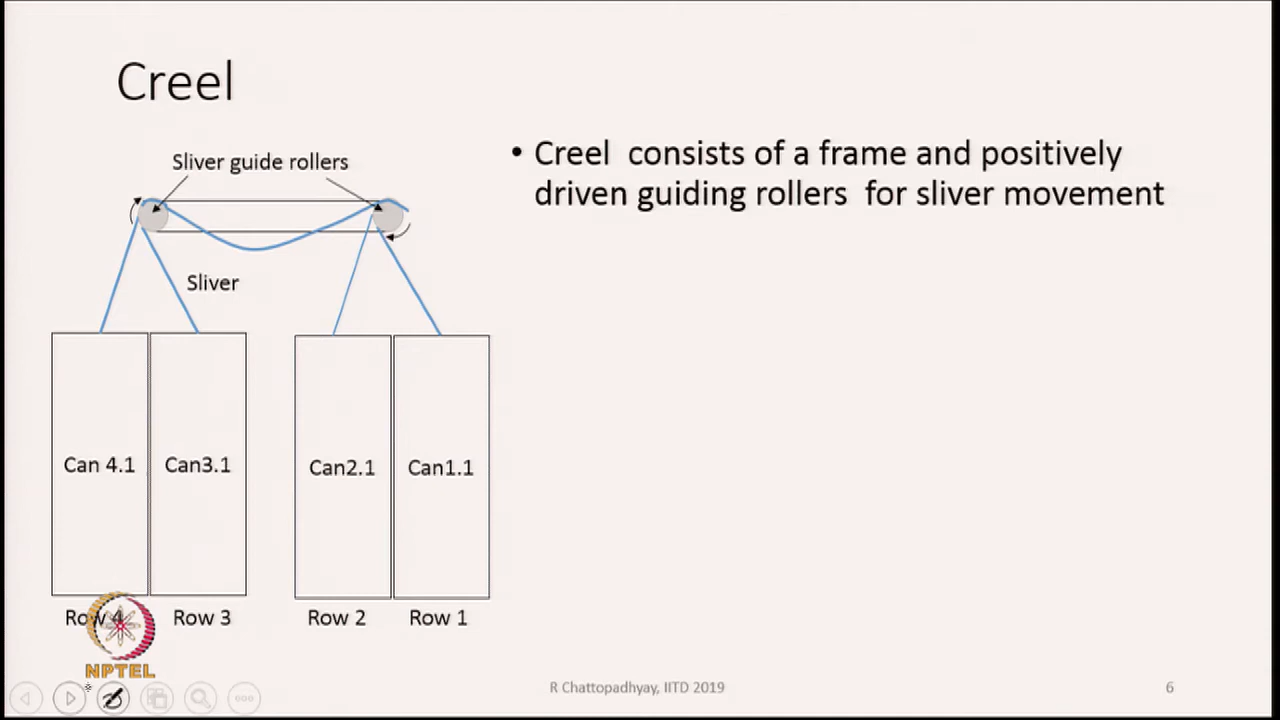 Creel
Sliver guide rollers
• Creel consists of a frame and positively
driven guiding rollers for sliver movement
Sliver
Can 4.1
Can3.1
Can2.1
Can1.1
Row 4
Row 3
Row 2
Row 1
NPTEL
R Chattopadhyay, IITD 2019
6